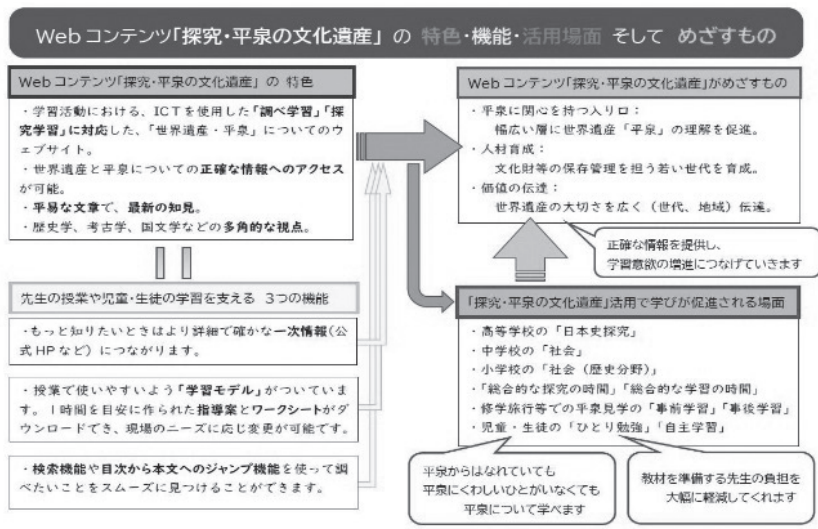 Webコンテンツ「探究・平泉の文化遺産」 の 特色・機能・活用場面 そして めざすもの
Webコンテンツ「探究・平泉の文化遺産」 の 特色
・学習活動における、ICTを使用した「調べ学習」「探
究学習」に対応した、「世界遺産・平泉」についてのウ
ェブサイト。
・世界遺産と平泉についての正確な情報へのアクセス
が可能。
・平易な文章で、最新の知見。
・歴史学、考古学、国文学などの多角的な視点。
先生の授業や児童・生徒の学習を支える 3つの機能
・もっと知りたいときはより詳細で確かな一次情報(公
式HPなど)につながります。
・授業で使いやすいよう「学習モデル」がついていま
す。1時間を目安に作られた指導案とワークシートがダ
ウンロードでき、現場のニーズに応じ変更が可能です。
・検索機能や目次から本文へのジャンプ機能を使って調
べたいことをスムーズに見つけることができます。
Webコンテンツ「探究・平泉の文化遺産」がめざすもの
・平泉に関心を持つ入り口：
幅広い層に世界遺産「平泉」の理解を促進。
・人材育成：
文化財等の保存管理を担う若い世代を育成。
・価値の伝達：
世界遺産の大切さを広く（世代、地域）伝達。
正確な情報を提供し、
学習意欲の増進につなげていきます
「探究・平泉の文化遺産」活用で学びが促進される場面
・高等学校の「日本史探究」
・中学校の「社会」
・小学校の「社会（歴史分野）」
・「総合的な探究の時間」「総合的な学習の時間」
・修学旅行等での平泉見学の「事前学習」「事後学習」
・児童・生徒の「ひとり勉強」「自主学習」
平泉からはなれていても
平泉にくわしいひとがいなくても
平泉について学べます
教材を準備する先生の負担を
大幅に軽減してくれます